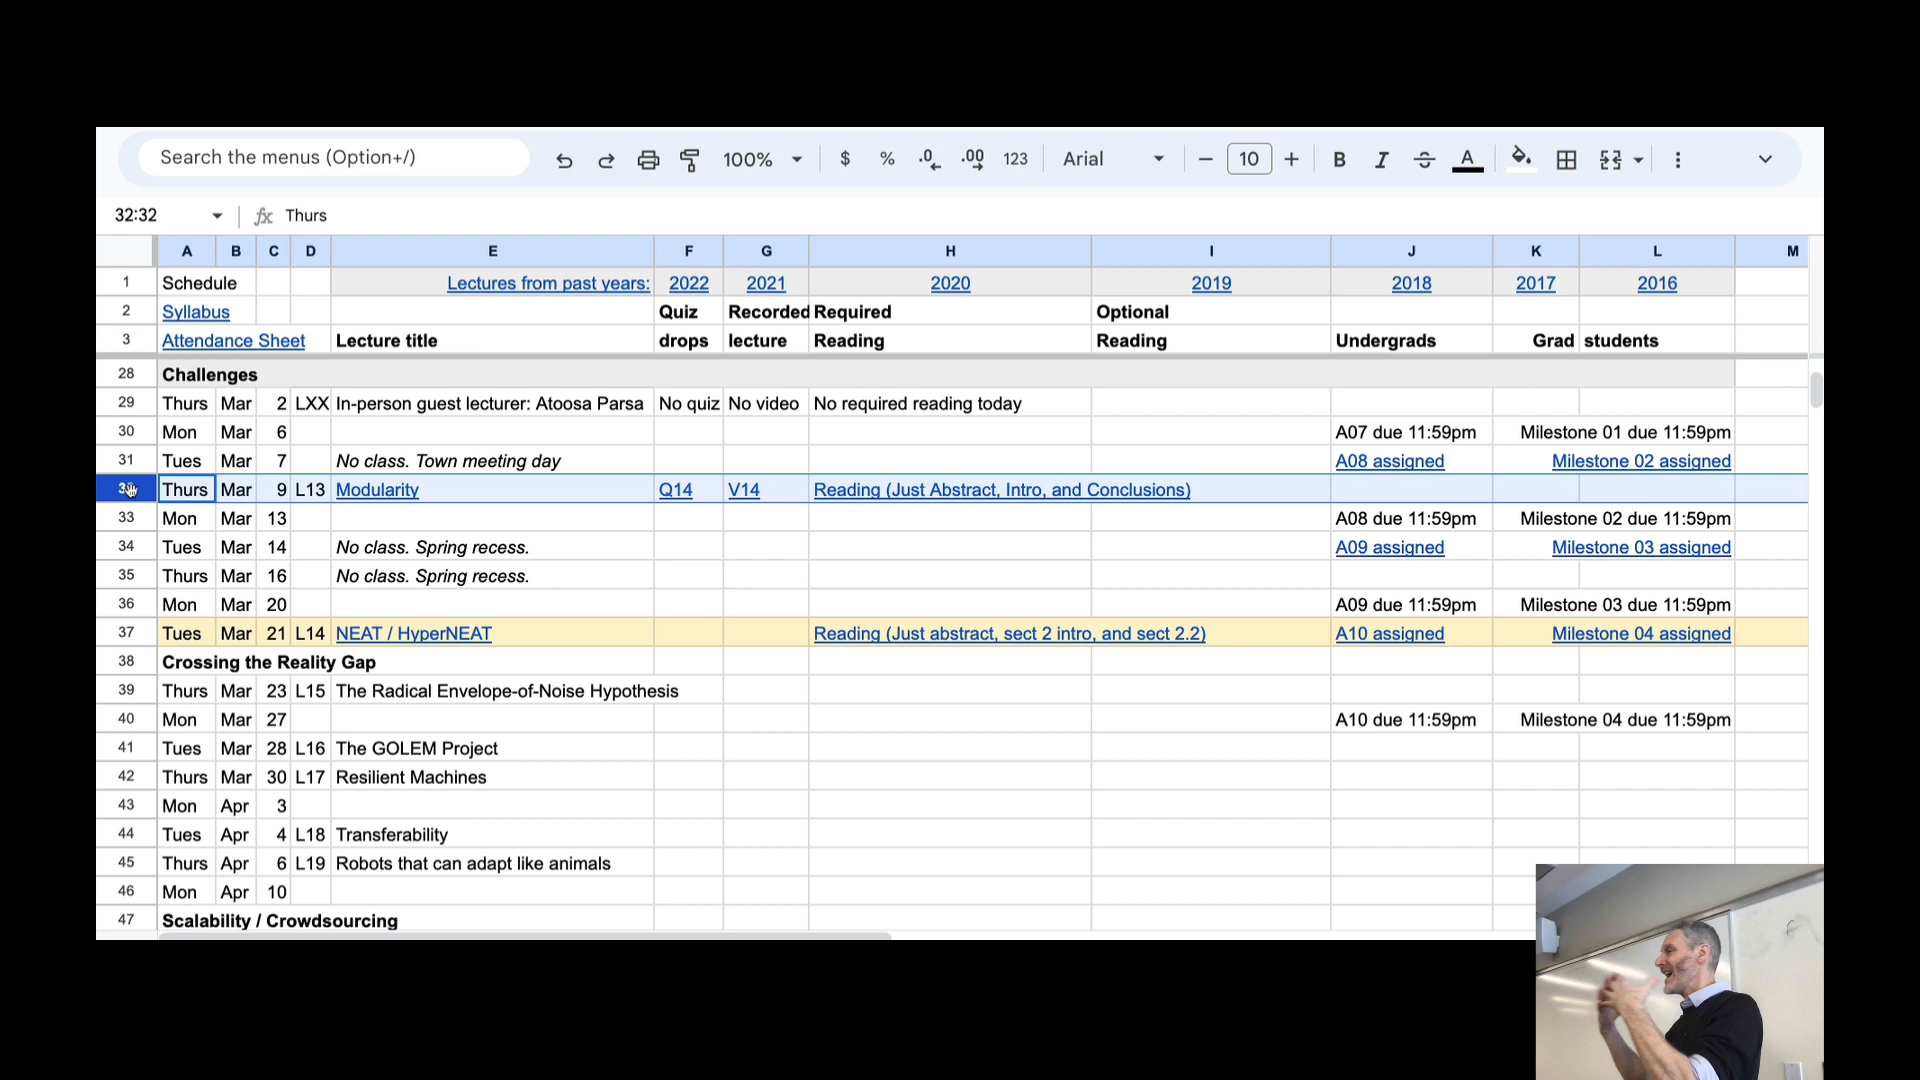 Search the menus (Option+/) 100% $ % .0 .00 123 Arial 10 B I S A
32:32 fx Thurs
A B C D E F G H I J K L M
1 Schedule Lectures from past years: 2022 2021 2020 2019 2018 2017 2016
2 Syllabus Quiz Recorded Required Optional
3 Attendance Sheet Lecture title drops lecture Reading Reading Undergrads Grad students
28 Challenges
29 Thurs Mar 2 LXX In-person guest lecturer: Atoosa Parsa No quiz No video No required reading today
30 Mon Mar 6 A07 due 11:59pm Milestone 01 due 11:59pm
31 Tues Mar 7 No class. Town meeting day A08 assigned Milestone 02 assigned
Thurs Mar 9 L13 Modularity Q14 V14 Reading (Just Abstract, Intro, and Conclusions)
33 Mon Mar 13 A08 due 11:59pm Milestone 02 due 11:59pm
34 Tues Mar 14 No class. Spring recess. A09 assigned Milestone 03 assigned
35 Thurs Mar 16 No class. Spring recess.
36 Mon Mar 20 A09 due 11:59pm Milestone 03 due 11:59pm
37 Tues Mar 21 L14 NEAT / HyperNEAT Reading (Just abstract, sect 2 intro, and sect 2.2) A10 assigned Milestone 04 assigned
38 Crossing the Reality Gap
39 Thurs Mar 23 L15 The Radical Envelope-of-Noise Hypothesis
40 Mon Mar 27 A10 due 11:59pm Milestone 04 due 11:59pm
41 Tues Mar 28 L16 The GOLEM Project
42 Thurs Mar 30 L17 Resilient Machines
43 Mon Apr 3
44 Tues Apr 4 L18 Transferability
45 Thurs Apr 6 L19 Robots that can adapt like animals
46 Mon Apr 10
47 Scalability / Crowdsourcing